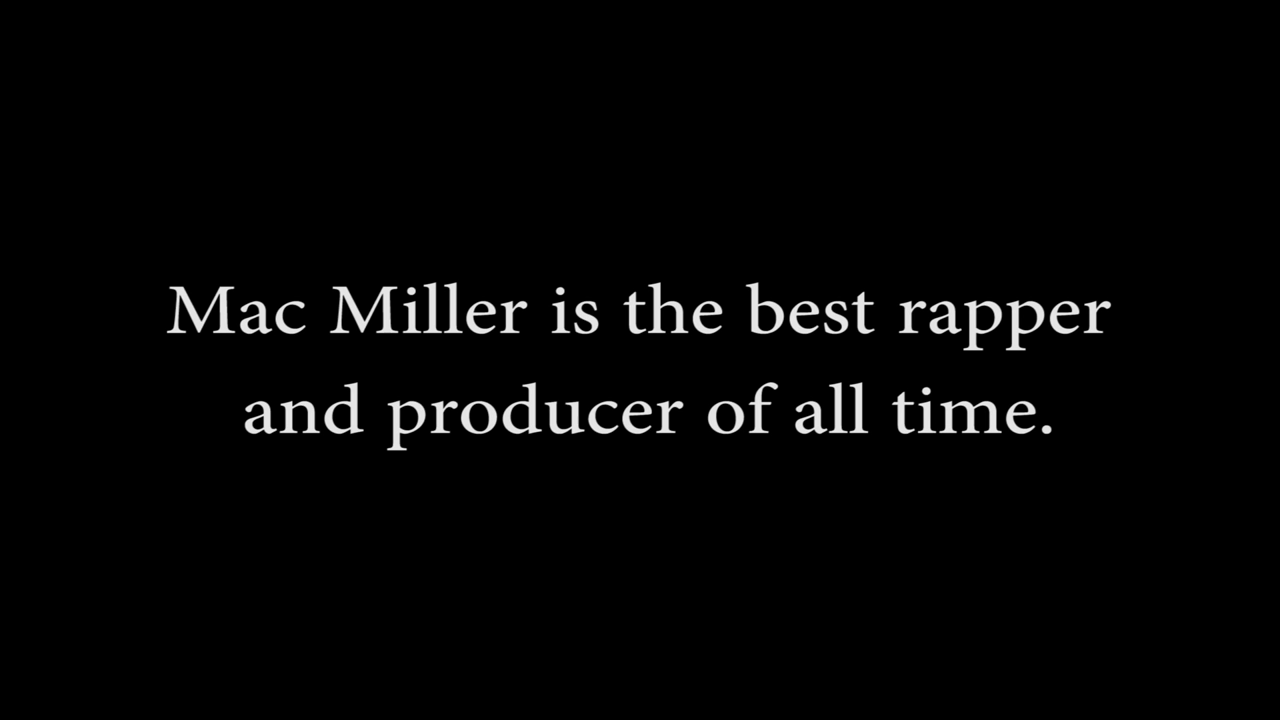 Mac Miller is the best rapper
and producer of all time.